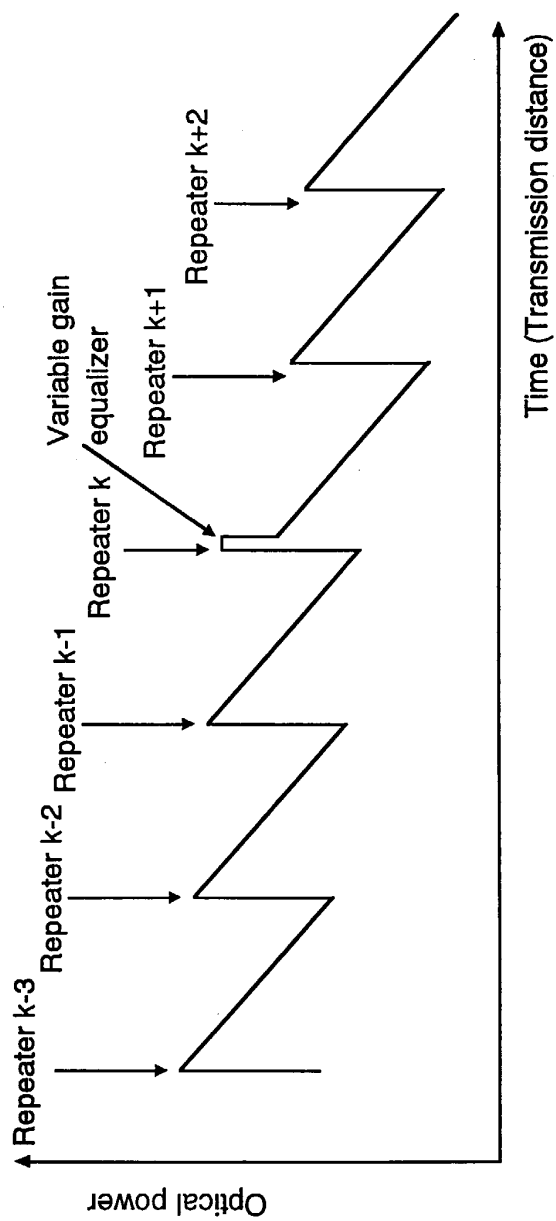 Optical power
Repeater k-3
Repeater k-2
Repeater k-1
Repeater k
Variable gain
equalizer
Repeater k+1
Repeater k+2
Time (Transmission distance)